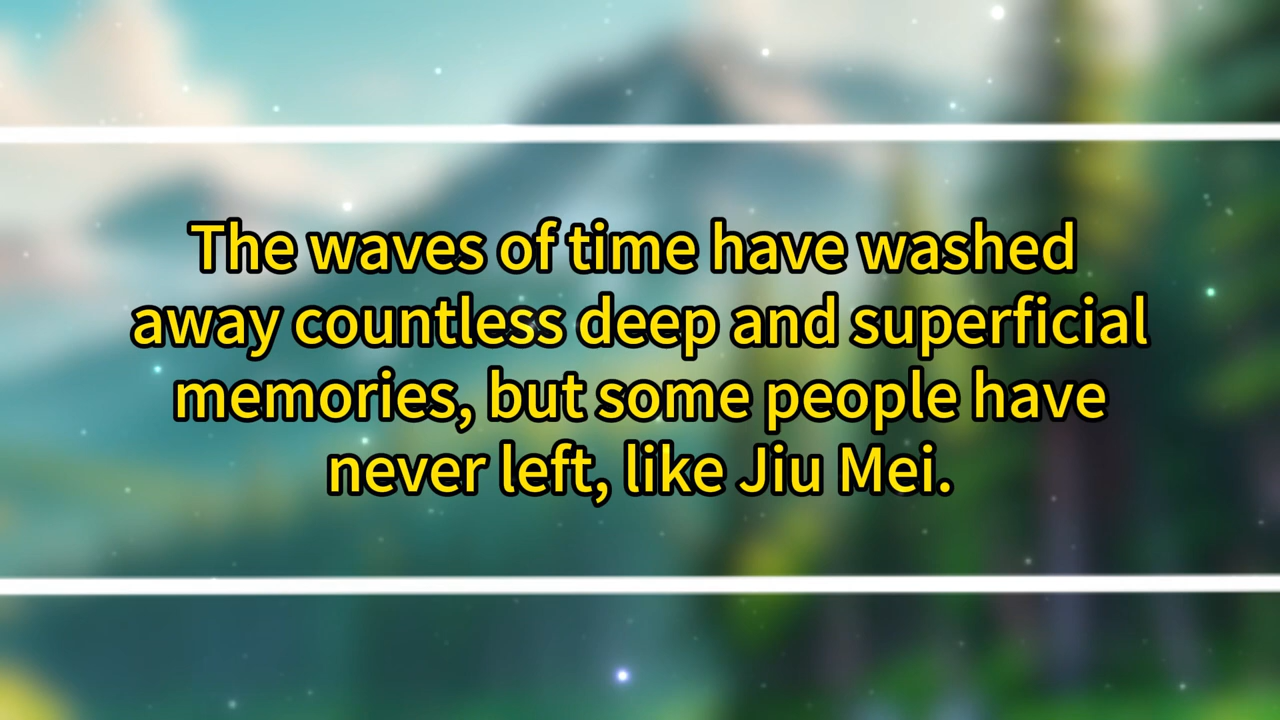 The waves of time have washed
away countless deep and superficial
memories, but some people have
never left, like Jiu Mei.